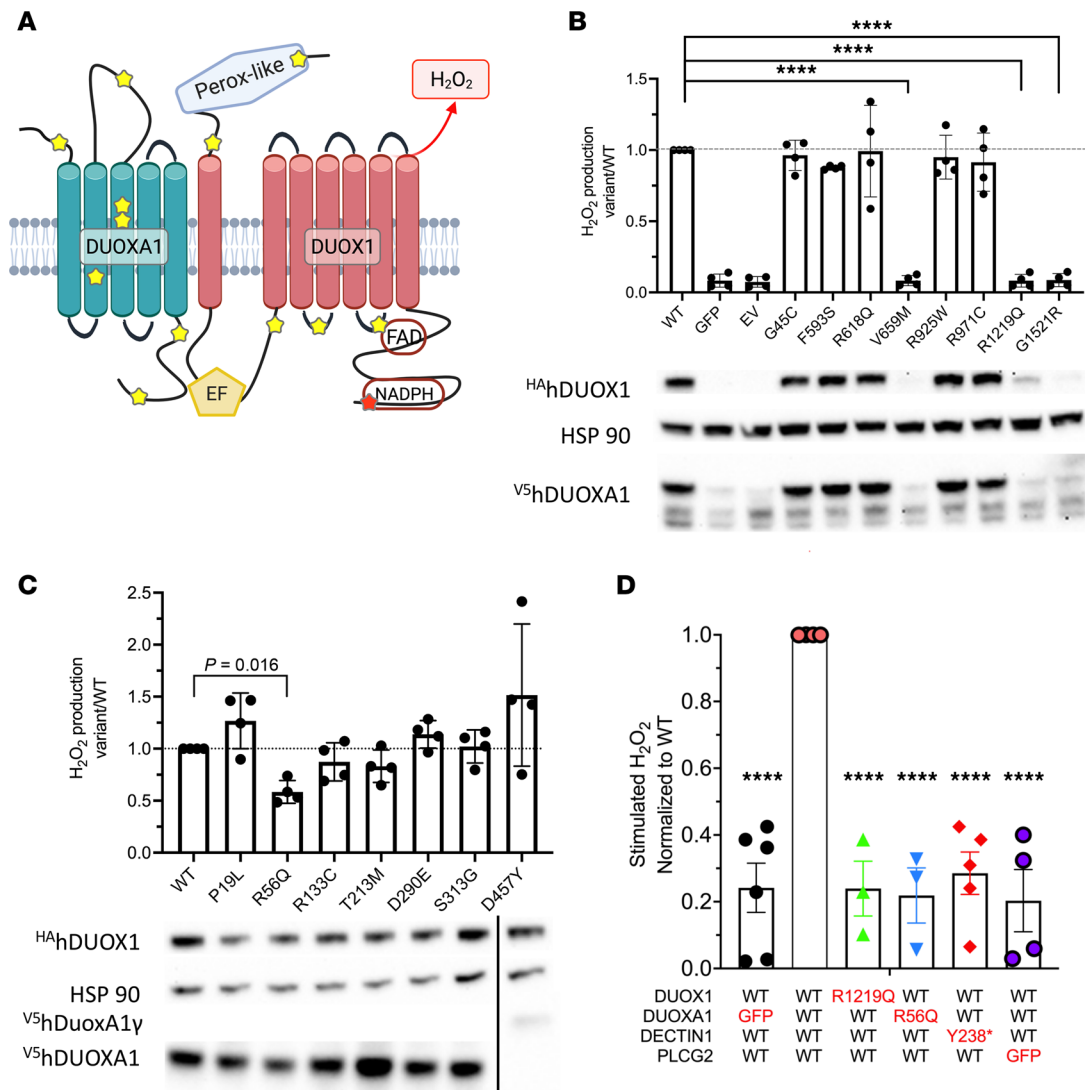 A
Perox-like
H₂O₂
DUOXA1
DUOX1
FAD
EF
NADPH
B
****
****
****
H₂O₂ production
variant/WT
1.5
1.0
0.5
0.0
WT
GFP
EV
G45C
F593S
R618Q
V659M
R925W
R971C
R1219Q
G1521R
HAhDUOX1
HSP 90
V5hDUOXA1
C
H₂O₂ production
variant/WT
2.5
2.0
1.5
1.0
0.5
0.0
P = 0.016
WT
P19L
R56Q
R133C
T213M
D290E
S313G
D457Y
HAhDUOX1
HSP 90
V5hDuoxA1γ
V5hDUOXA1
D
Stimulated H₂O₂
Normalized to WT
1.0
0.8
0.6
0.4
0.2
0.0
**** **** **** **** ****
DUOX1 WT WT R1219Q WT WT WT
DUOXA1 GFP WT WT R56Q WT WT
DECTIN1 WT WT WT WT Y238* WT
PLCG2 WT WT WT WT WT GFP